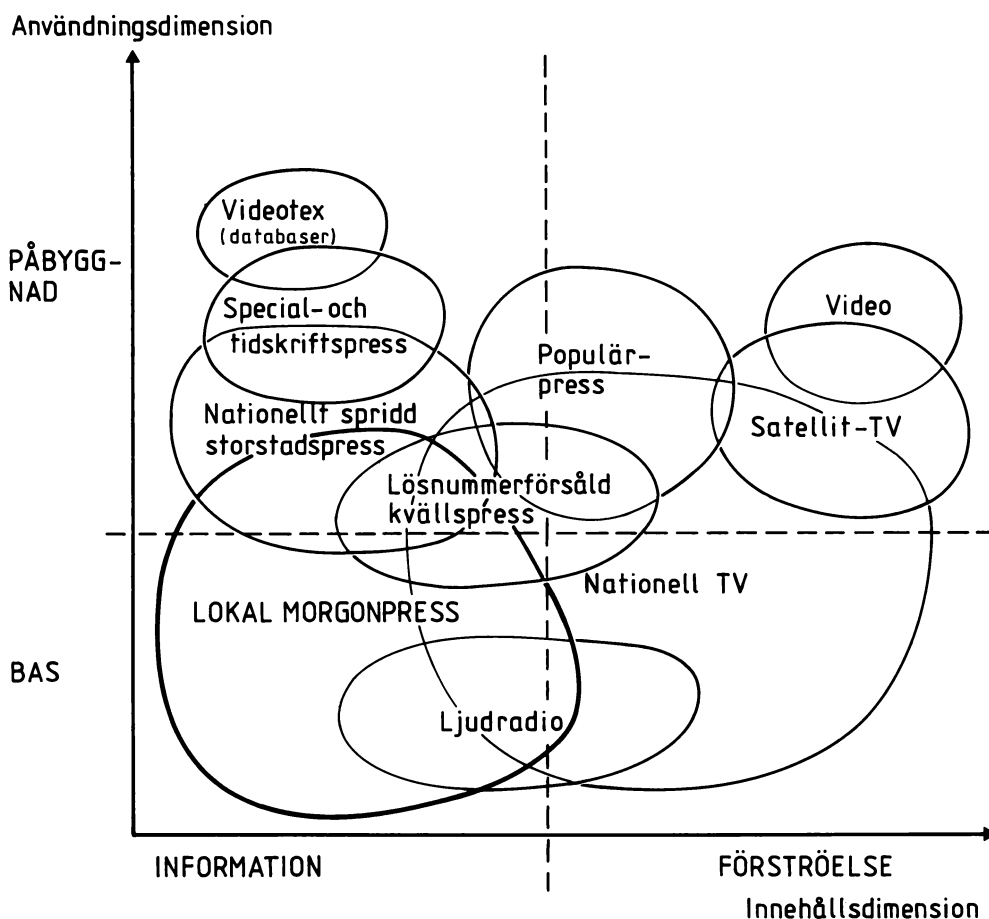 Användningsdimension
Videotex
(databaser)
PÅBYGG-
NAD
Special- och
tidskriftspress
Video
Populär-
press
Nationellt spridd
storstadspress
Satellit-TV
Lösnummerförsåld
kvällspress
Nationell TV
LOKAL MORGONPRESS
BAS
Ljudradio
INFORMATION
FÖRSTRÖELSE
Innehållsdimension